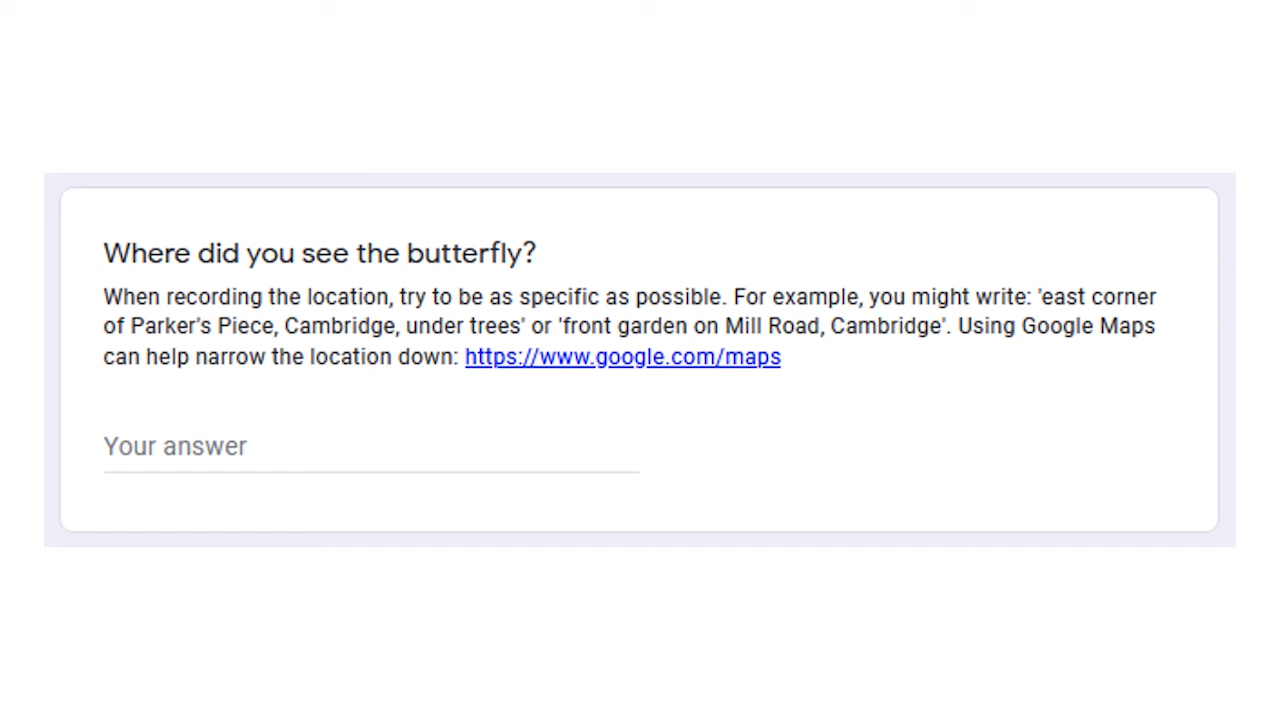 Where did you see the butterfly?
When recording the location, try to be as specific as possible. For example, you might write: 'east corner
of Parker's Piece, Cambridge, under trees' or 'front garden on Mill Road, Cambridge'. Using Google Maps
can help narrow the location down: https://www.google.com/maps
Your answer